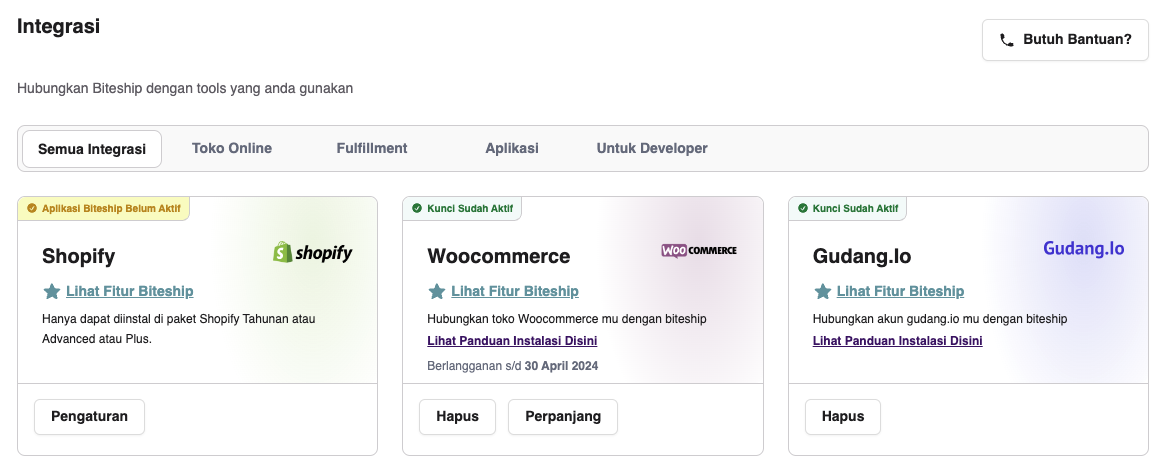 Integrasi
Butuh Bantuan?
Hubungkan Biteship dengan tools yang anda gunakan
Semua Integrasi
Toko Online
Fulfillment
Aplikasi
Untuk Developer
Aplikasi Biteship Belum Aktif
Shopify
shopify
Lihat Fitur Biteship
Hanya dapat diinstal di paket Shopify Tahunan atau
Advanced atau Plus.
Pengaturan
Kunci Sudah Aktif
Woocommerce
WOO COMMERCE
Lihat Fitur Biteship
Hubungkan toko Woocommerce mu dengan biteship
Lihat Panduan Instalasi Disini
Berlangganan s/d 30 April 2024
Hapus
Perpanjang
Kunci Sudah Aktif
Gudang.Io
Gudang.Io
Lihat Fitur Biteship
Hubungkan akun gudang.io mu dengan biteship
Lihat Panduan Instalasi Disini
Hapus